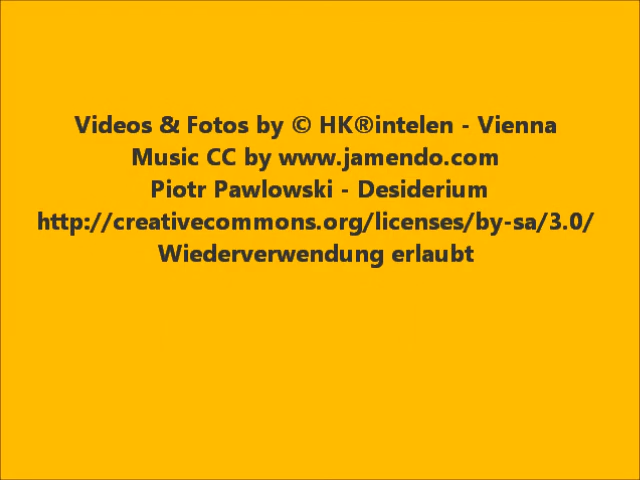 Videos & Fotos by © HK®intelen - Vienna
Music CC by www.jamendo.com
Piotr Pawlowski - Desiderium
http://creativecommons.org/licenses/by-sa/3.0/
Wiederverwendung erlaubt